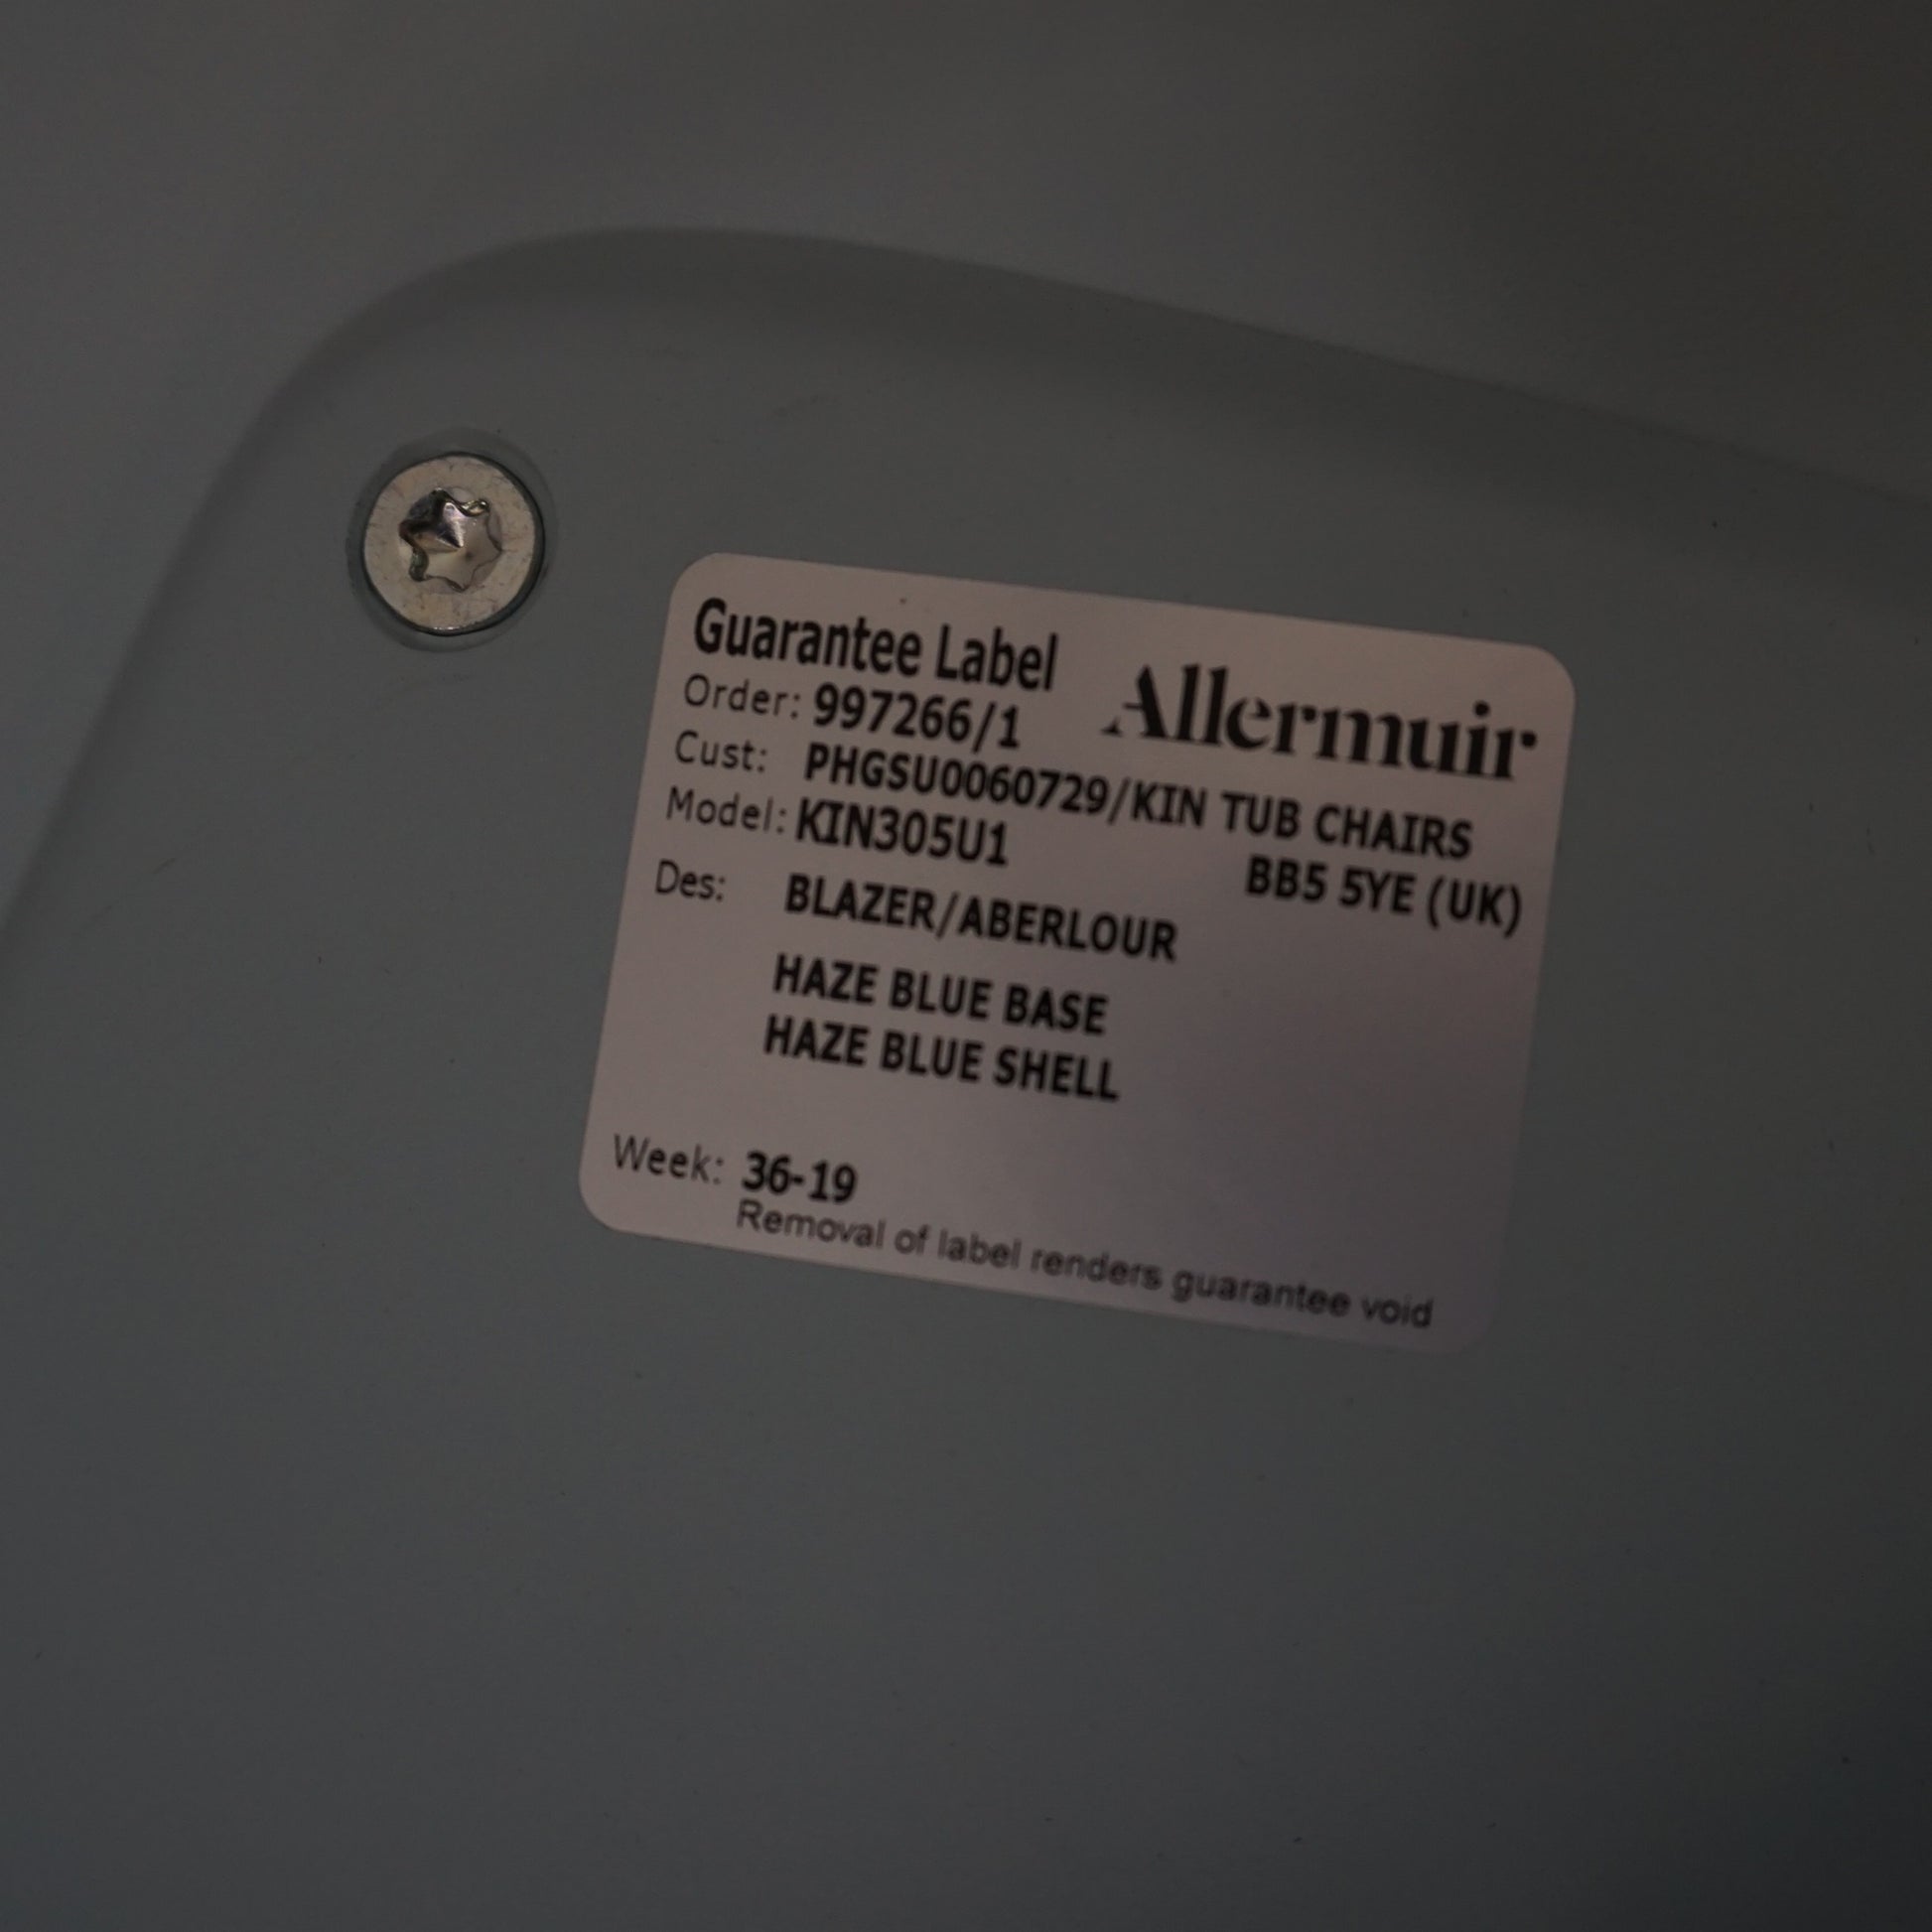 Guarantee Label
Allermuir
Order: 997266/1
Cust: PHGSU0060729/KIN TUB CHAIRS
Model: KIN305U1
BB5 5YE (UK)
Des: BLAZER/ABERLOUR
HAZE BLUE BASE
HAZE BLUE SHELL
Week: 36-19
Removal of label renders guarantee void